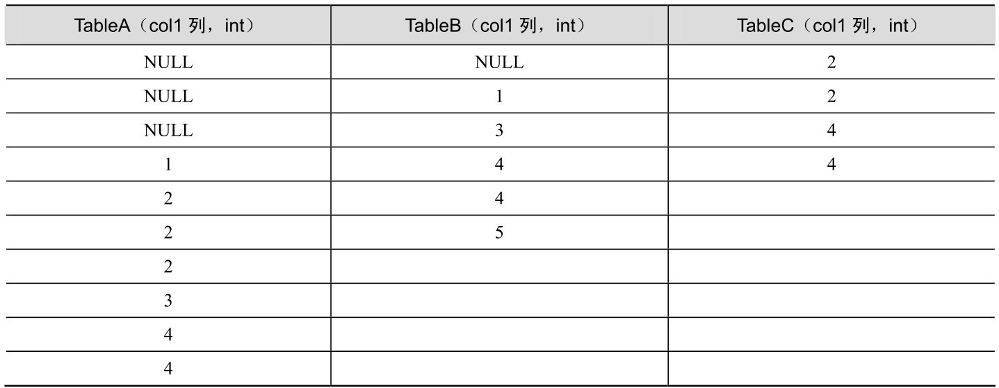 TableA（col1 列，int） TableB（col1 列，int） TableC（col1 列，int）
NULL NULL 2
NULL 1 2
NULL 3 4
1 4 4
2 4
2 5
2
3
4
4